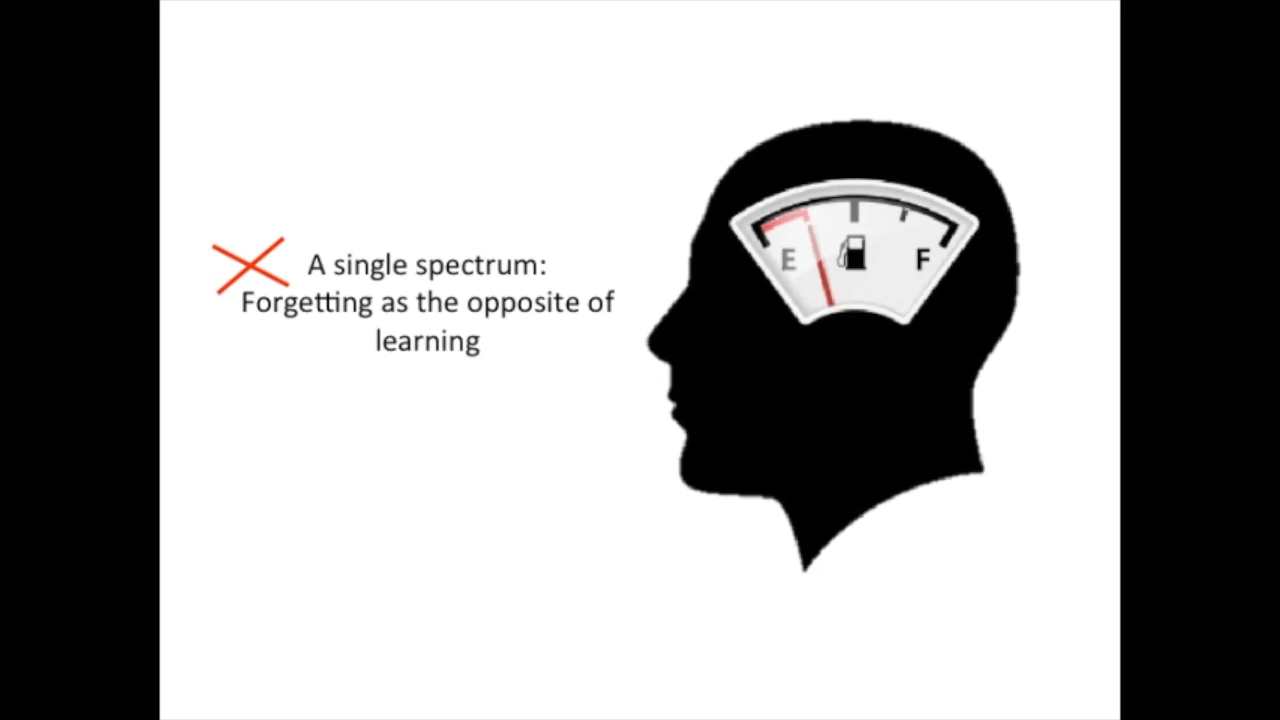 A single spectrum:
Forgetting as the opposite of
learning
E
F